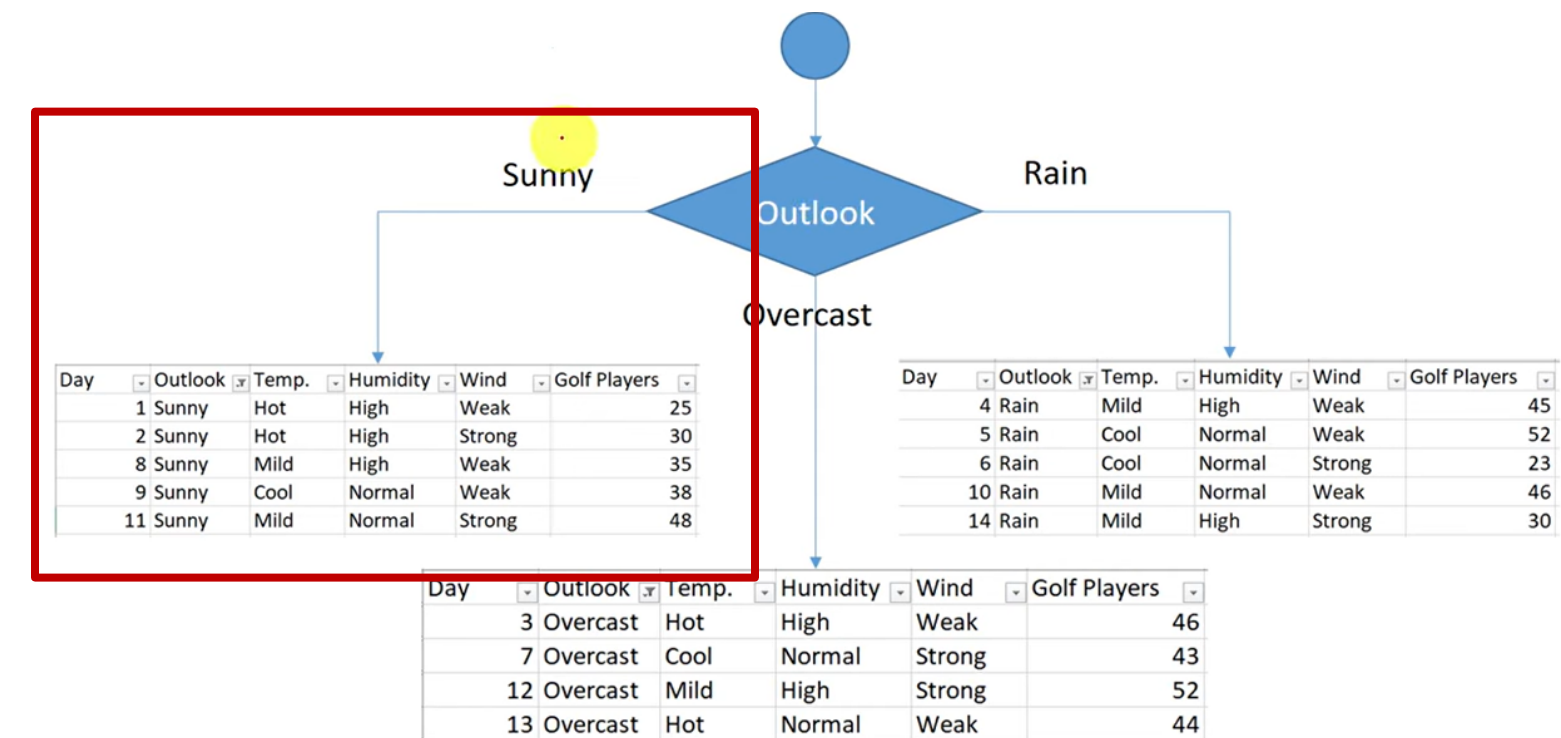 Sunny
Rain
Outlook
Overcast
Day Outlook Temp. Humidity Wind Golf Players
1 Sunny Hot High Weak 25
2 Sunny Hot High Strong 30
8 Sunny Mild High Weak 35
9 Sunny Cool Normal Weak 38
11 Sunny Mild Normal Strong 48
Day Outlook Temp. Humidity Wind Golf Players
4 Rain Mild High Weak 45
5 Rain Cool Normal Weak 52
6 Rain Cool Normal Strong 23
10 Rain Mild Normal Weak 46
14 Rain Mild High Strong 30
Day Outlook Temp. Humidity Wind Golf Players
3 Overcast Hot High Weak 46
7 Overcast Cool Normal Strong 43
12 Overcast Mild High Strong 52
13 Overcast Hot Normal Weak 44